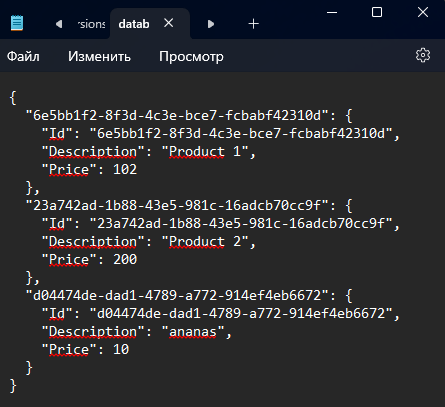 rsions
datab
Файл Изменить Просмотр
{
"6e5bb1f2-8f3d-4c3e-bce7-fcbabf42310d": {
"Id": "6e5bb1f2-8f3d-4c3e-bce7-fcbabf42310d",
"Description": "Product 1",
"Price": 102
},
"23a742ad-1b88-43e5-981c-16adcb70cc9f": {
"Id": "23a742ad-1b88-43e5-981c-16adcb70cc9f",
"Description": "Product 2",
"Price": 200
},
"d04474de-dad1-4789-a772-914ef4eb6672": {
"Id": "d04474de-dad1-4789-a772-914ef4eb6672",
"Description": "ananas",
"Price": 10
}
}